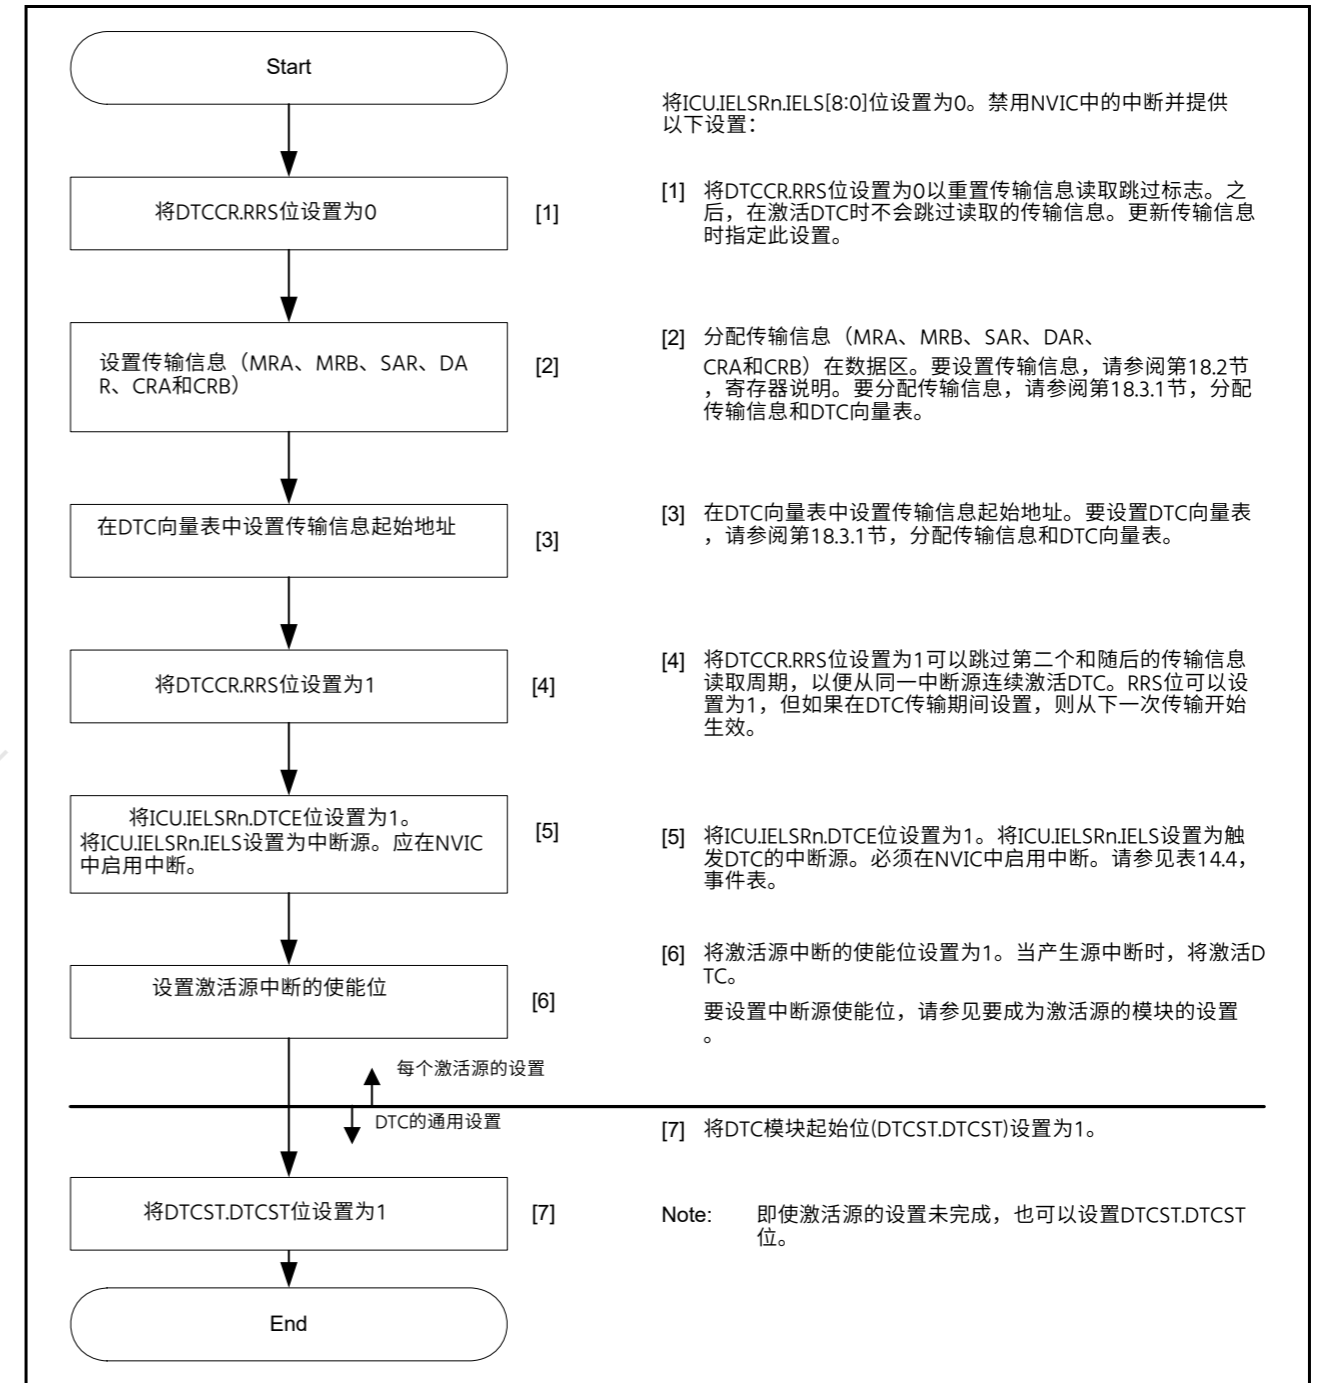 Start
将ICU.IELSRn.IELS[8:0]位设置为0。禁用NVIC中的中断并提供
以下设置：
将DTCCR.RRS位设置为0
[1]
[1] 将DTCCR.RRS位设置为0以重置传输信息读取跳过标志。之
后，在激活DTC时不会跳过读取的传输信息。更新传输信息
时指定此设置。
设置传输信息（MRA、MRB、SAR、DA
R、CRA和CRB）
[2]
[2] 分配传输信息（MRA、MRB、SAR、DAR、
CRA和CRB）在数据区。要设置传输信息，请参阅第18.2节
，寄存器说明。要分配传输信息，请参阅第18.3.1节，分配
传输信息和DTC向量表。
在DTC向量表中设置传输信息起始地址
[3]
[3] 在DTC向量表中设置传输信息起始地址。要设置DTC向量表
，请参阅第18.3.1节，分配传输信息和DTC向量表。
将DTCCR.RRS位设置为1
[4]
[4] 将DTCCR.RRS位设置为1可以跳过第二个和随后的传输信息
读取周期，以便从同一中断源连续激活DTC。RRS位可以设
置为1，但如果在DTC传输期间设置，则从下一次传输开始
生效。
将ICU.IELSRn.DTCE位设置为1。
将ICU.IELSRn.IELS设置为中断源。应在NVIC
中启用中断。
[5]
[5] 将ICU.IELSRn.DTCE位设置为1。将ICU.IELSRn.IELS设置为触
发DTC的中断源。必须在NVIC中启用中断。请参见表14.4，
事件表。
设置激活源中断的使能位
[6]
[6] 将激活源中断的使能位设置为1。当产生源中断时，将激活D
TC。
要设置中断源使能位，请参见要成为激活源的模块的设置
。
每个激活源的设置
DTC的通用设置
[7] 将DTC模块起始位(DTCST.DTCST)设置为1。
将DTCST.DTCST位设置为1
[7]
Note: 即使激活源的设置未完成，也可以设置DTCST.DTCST
位。
End